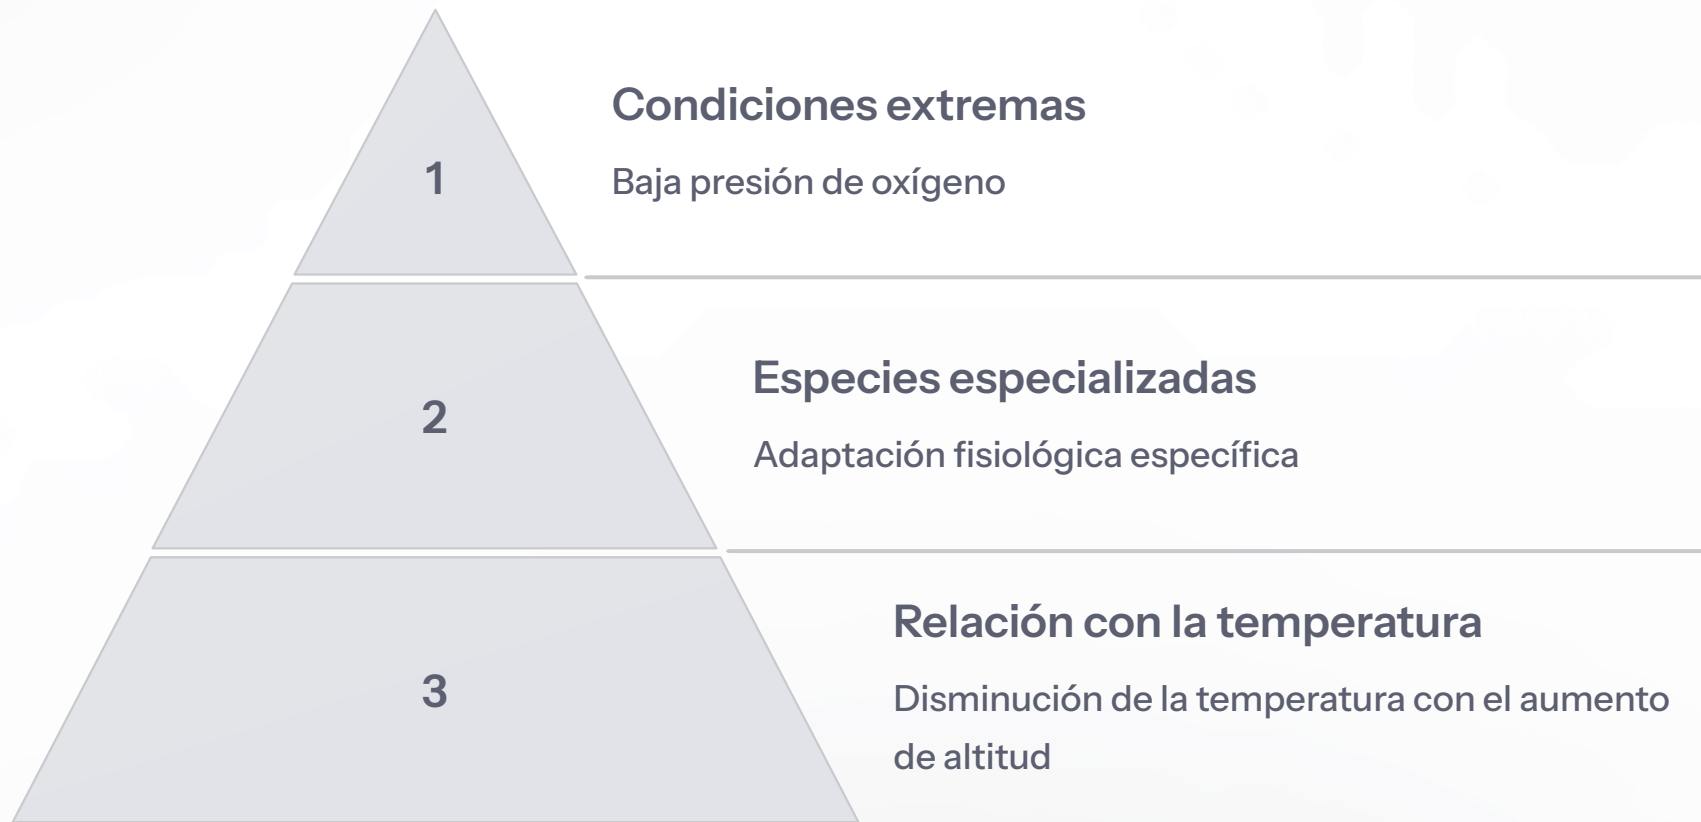 1
Condiciones extremas
Baja presión de oxígeno
2
Especies especializadas
Adaptación fisiológica específica
3
Relación con la temperatura
Disminución de la temperatura con el aumento
de altitud